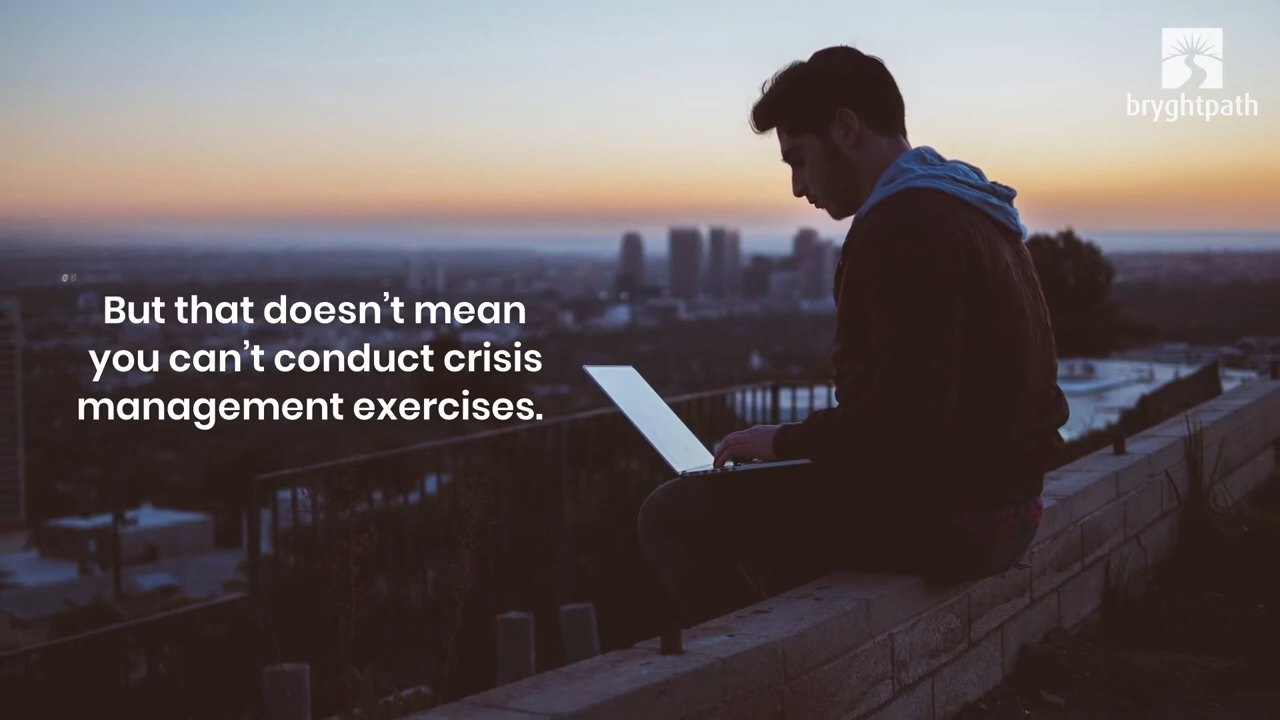 bryghtpath
But that doesn’t mean
you can’t conduct crisis
management exercises.